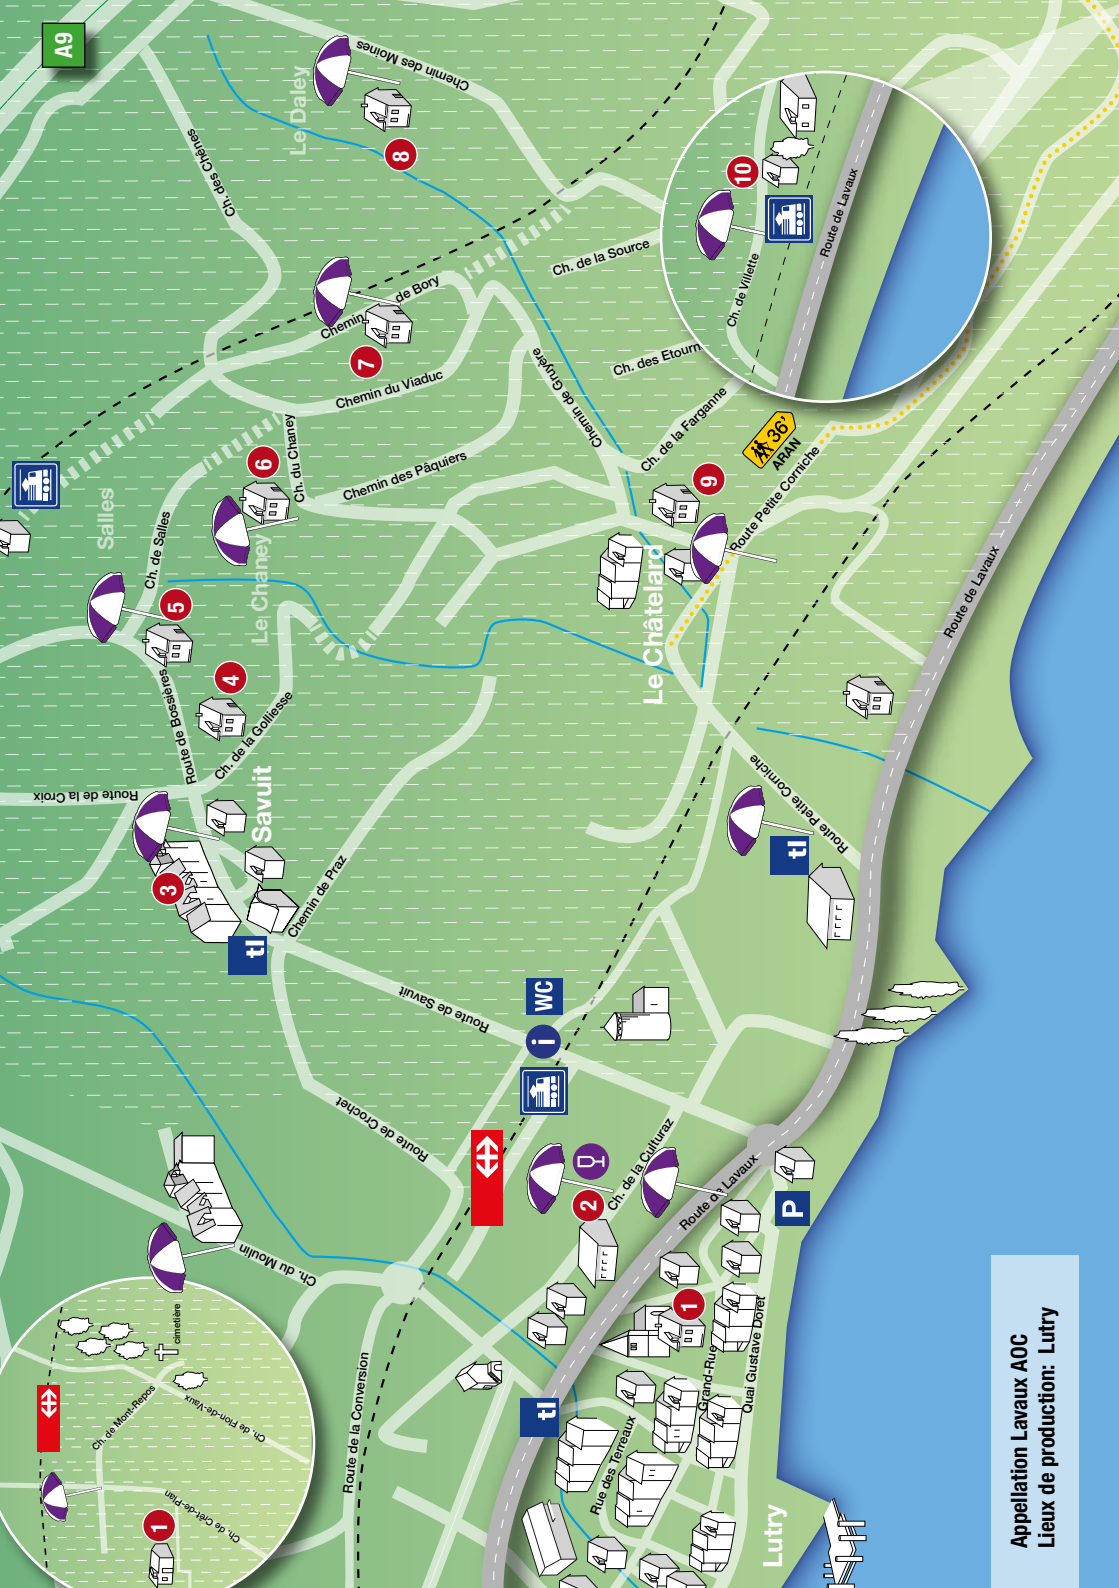 A9
Le Daley
Chemin des Moines
Ch. des Chênes
8
10
Ch. de Villette
Route de Lavaux
Ch. de la Source
Chemin de Bory
7
Chemin du Viaduc
Ch. des Etourn
Chemin de Gruyère
Ch. de la Farganne
36'
ARAN
Salles
Ch. de Salles
6
Ch. du Chaney
Chemin des Pâquiers
Le Chaney
9
Route Petite Corniche
Le Châtelard
Route de Lavaux
5
4
Route de Bossières
Ch. de la Golliesse
Route de la Croix
Savuit
3
tl
Chemin de Praz
Route Petite Corniche
tl
Route de Savuit
WC
i
Route de Crochet
2
Ch. de la Culturaz
Route de Lavaux
P
Ch. du Moulin
cimetière
Ch. de Mont-Repos
Ch. de Flon-de-Vaux
Ch. de Crêt-de-Plan
1
Route de la Conversion
1
Grand-Rue
Quai Gustave Doret
tl
Rue des Terreaux
Lutry
Appellation Lavaux AOC
Lieux de production: Lutry